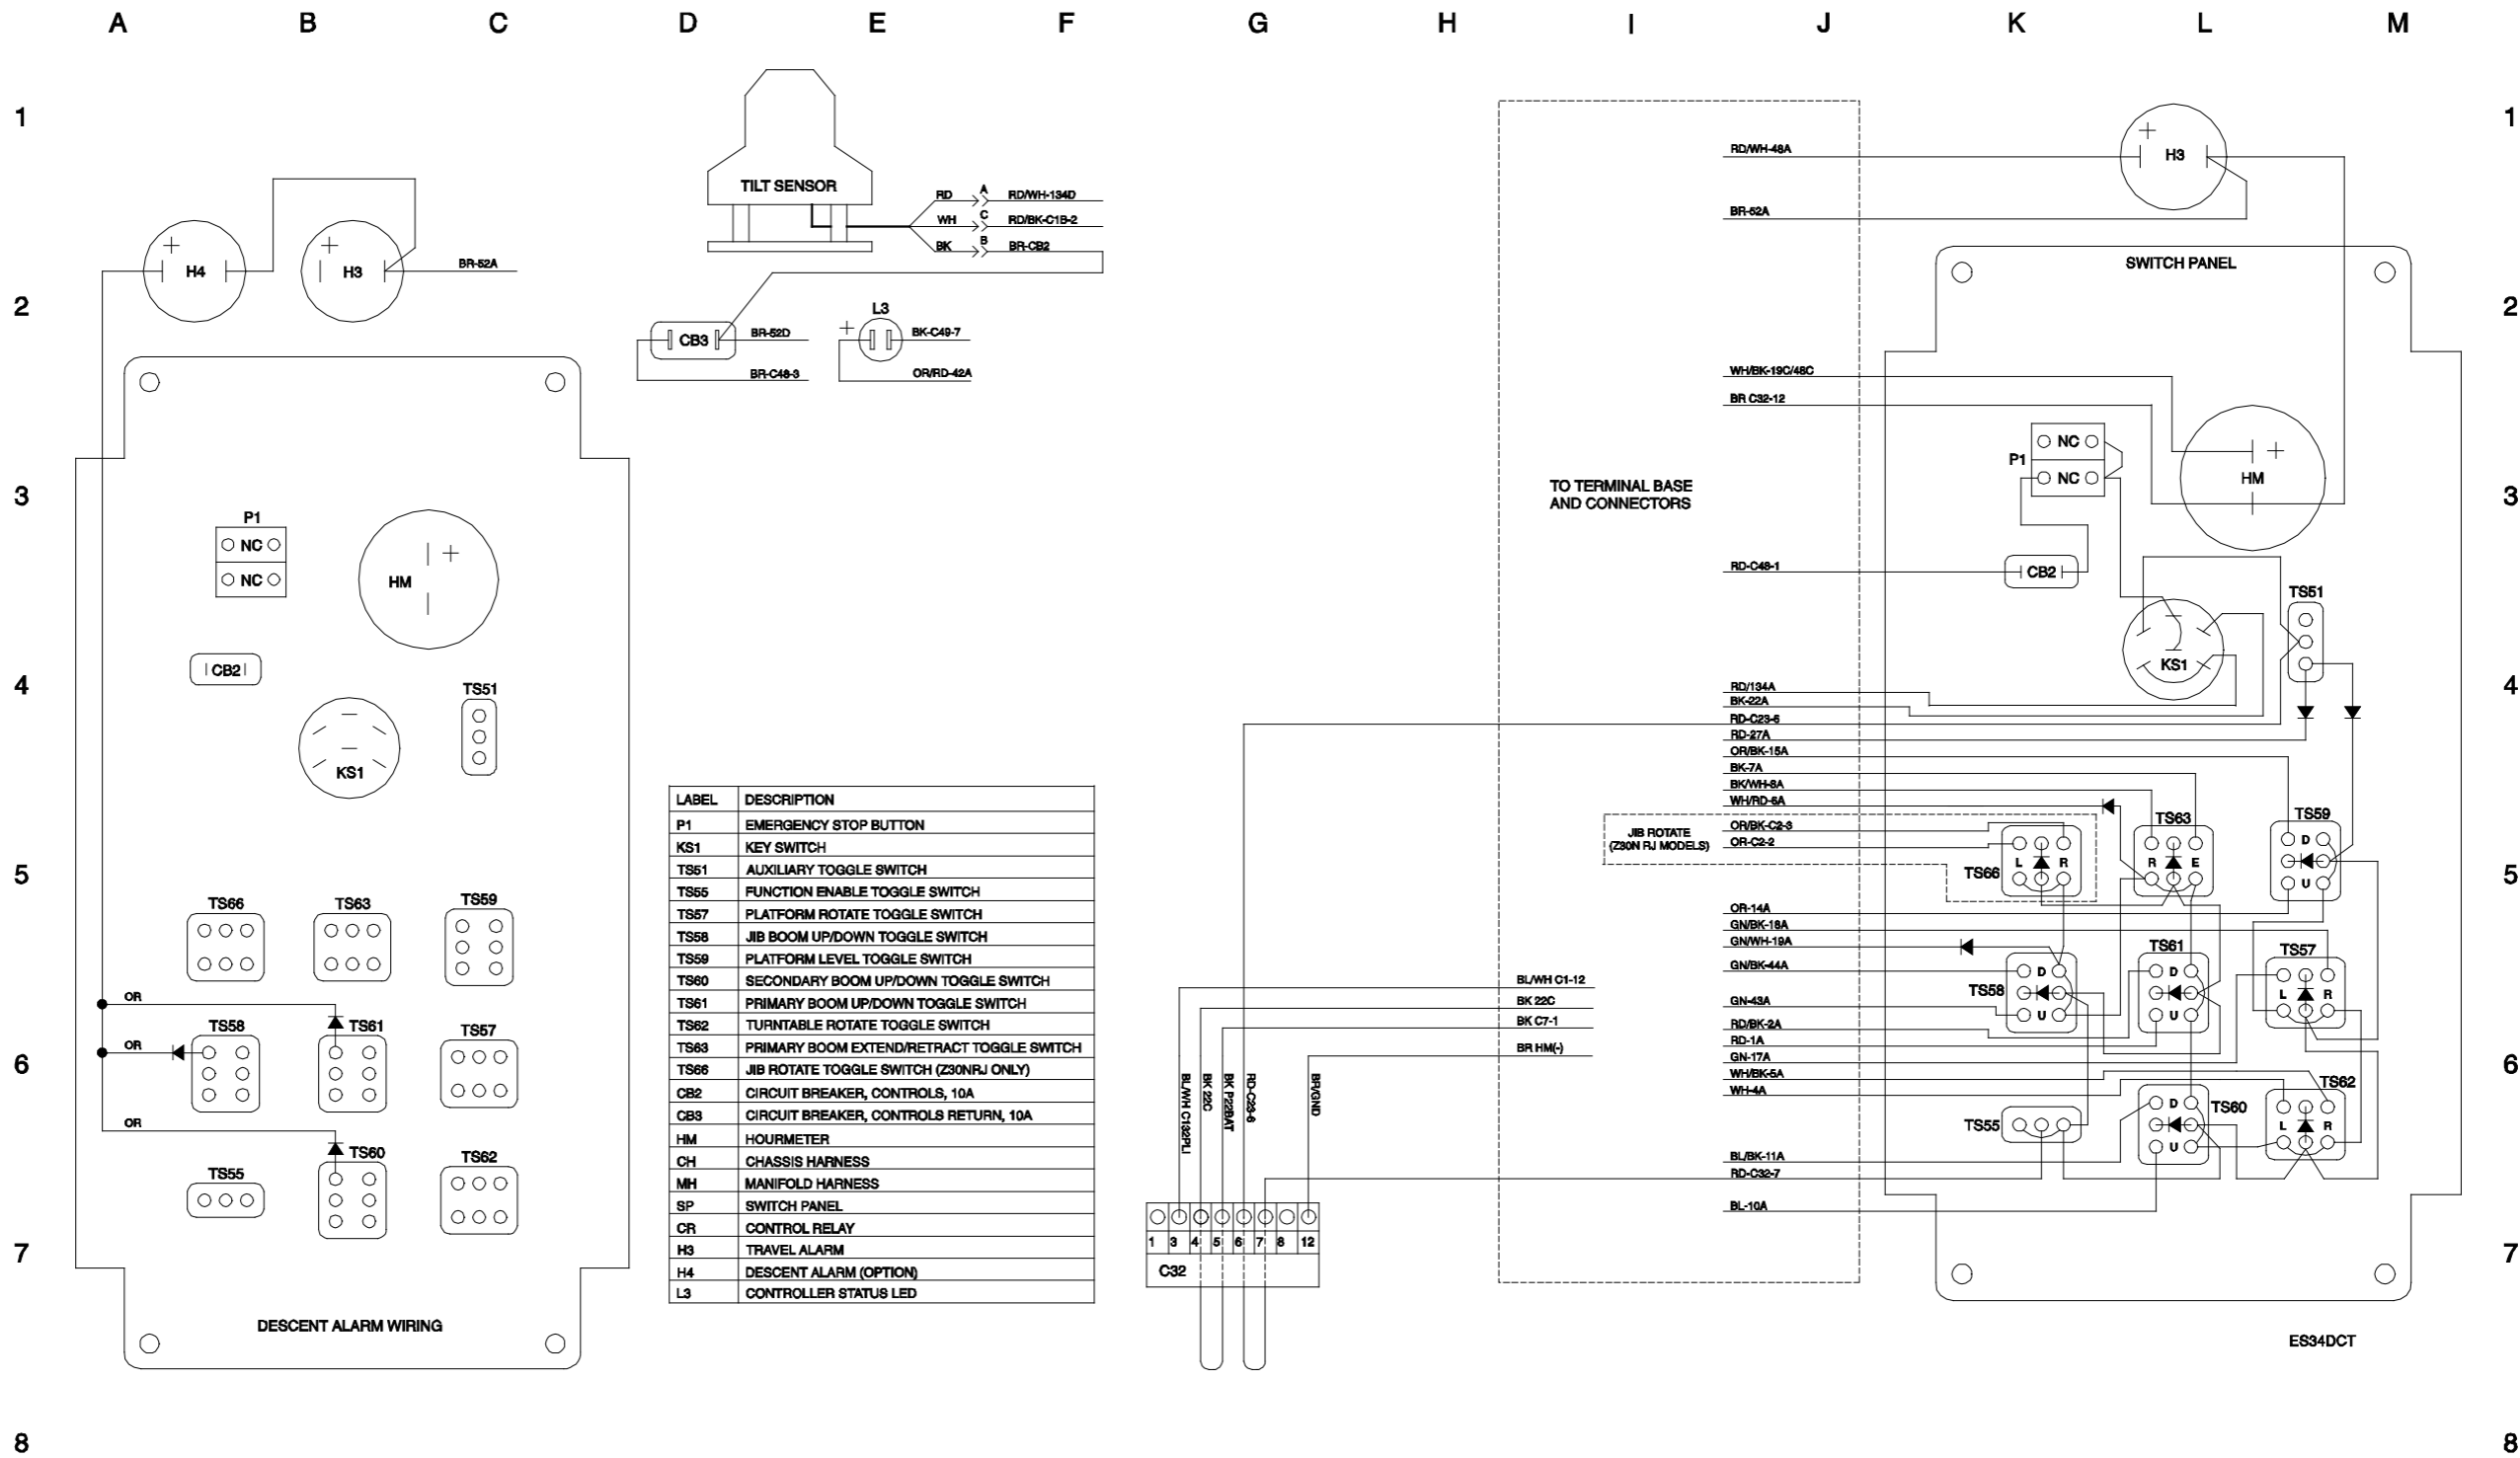 A B C D E F G H I J K L M
1 1
2 2
3 3
4 4
5 5
6 6
7 7
8 8
H4
H3
BR-52A
P1
NC
NC
HM
CB2
TS51
KS1
TS66
TS63
TS59
OR
TS58
TS61
TS57
OR
OR
TS60
TS55
TS62
DESCENT ALARM WIRING
TILT SENSOR
RD A RD/WH-134D
WH C RD/BK-C1B-2
BK B BR-CB2
CB3
BR-52D
BR-C48-3
L3
BK-C49-7
OR/RD-42A
LABEL DESCRIPTION
P1 EMERGENCY STOP BUTTON
KS1 KEY SWITCH
TS51 AUXILIARY TOGGLE SWITCH
TS55 FUNCTION ENABLE TOGGLE SWITCH
TS57 PLATFORM ROTATE TOGGLE SWITCH
TS58 JIB BOOM UP/DOWN TOGGLE SWITCH
TS59 PLATFORM LEVEL TOGGLE SWITCH
TS60 SECONDARY BOOM UP/DOWN TOGGLE SWITCH
TS61 PRIMARY BOOM UP/DOWN TOGGLE SWITCH
TS62 TURNTABLE ROTATE TOGGLE SWITCH
TS63 PRIMARY BOOM EXTEND/RETRACT TOGGLE SWITCH
TS66 JIB ROTATE TOGGLE SWITCH (Z30NRJ ONLY)
CB2 CIRCUIT BREAKER, CONTROLS, 10A
CB3 CIRCUIT BREAKER, CONTROLS RETURN, 10A
HM HOURMETER
CH CHASSIS HARNESS
MH MANIFOLD HARNESS
SP SWITCH PANEL
CR CONTROL RELAY
H3 TRAVEL ALARM
H4 DESCENT ALARM (OPTION)
L3 CONTROLLER STATUS LED
BL/WH C132PLI
BK 22C
BK P22BAT
RD-C23-6
BR/GND
1 3 4 5 6 7 8 12
C32
BL/WH C1-12
BK 22C
BK C7-1
BR HM(-)
TO TERMINAL BASE
AND CONNECTORS
JIB ROTATE
(Z30N RJ MODELS)
RD/WH-48A
BR-52A
WH/BK-19C/48C
BR C32-12
RD-C48-1
RD/134A
BK-22A
RD-C23-6
RD-27A
OR/BK-15A
BK-7A
BK/WH-8A
WH/RD-6A
OR/BK-C2-3
OR-C2-2
OR-14A
GN/BK-18A
GN/WH-19A
GN/BK-44A
GN-43A
RD/BK-2A
RD-1A
GN-17A
WH/BK-5A
WH-4A
BL/BK-11A
RD-C32-7
BL-10A
H3
SWITCH PANEL
P1
NC
NC
HM
CB2
TS51
KS1
TS63
TS59
TS66
L R
R E
D
U
TS61
TS57
TS58
D
U
D
U
L R
TS62
TS60
TS55
D
U
L R
ES34DCT